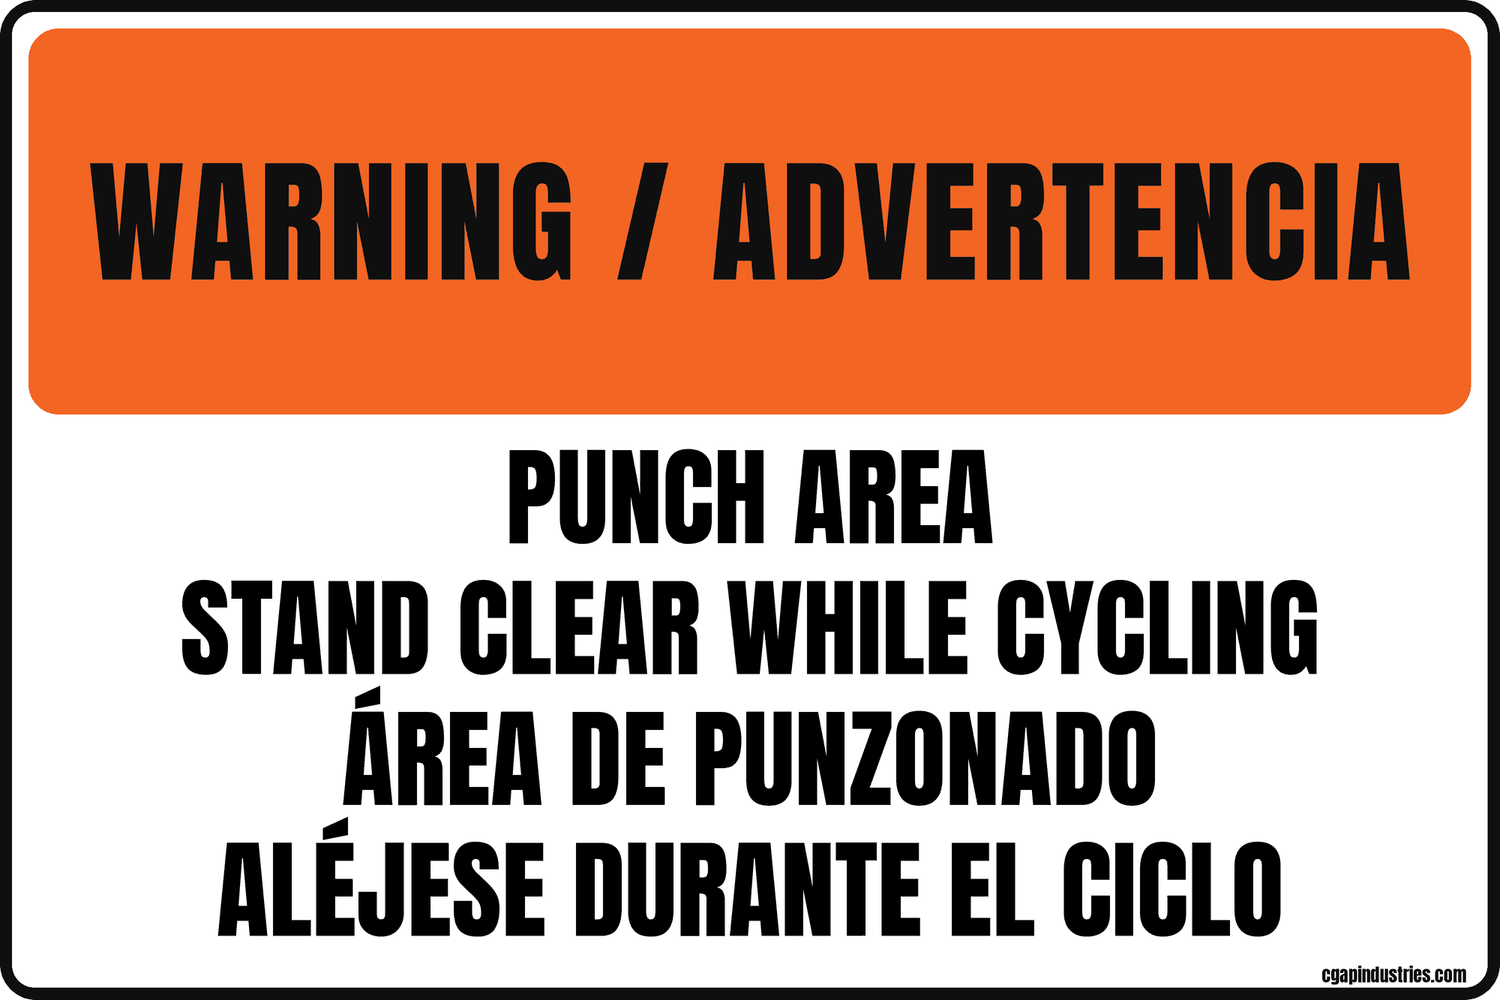 WARNING / ADVERTENCIA
PUNCH AREA
STAND CLEAR WHILE CYCLING
ÁREA DE PUNZONADO
ALÉJESE DURANTE EL CICLO
cgapindustries.com